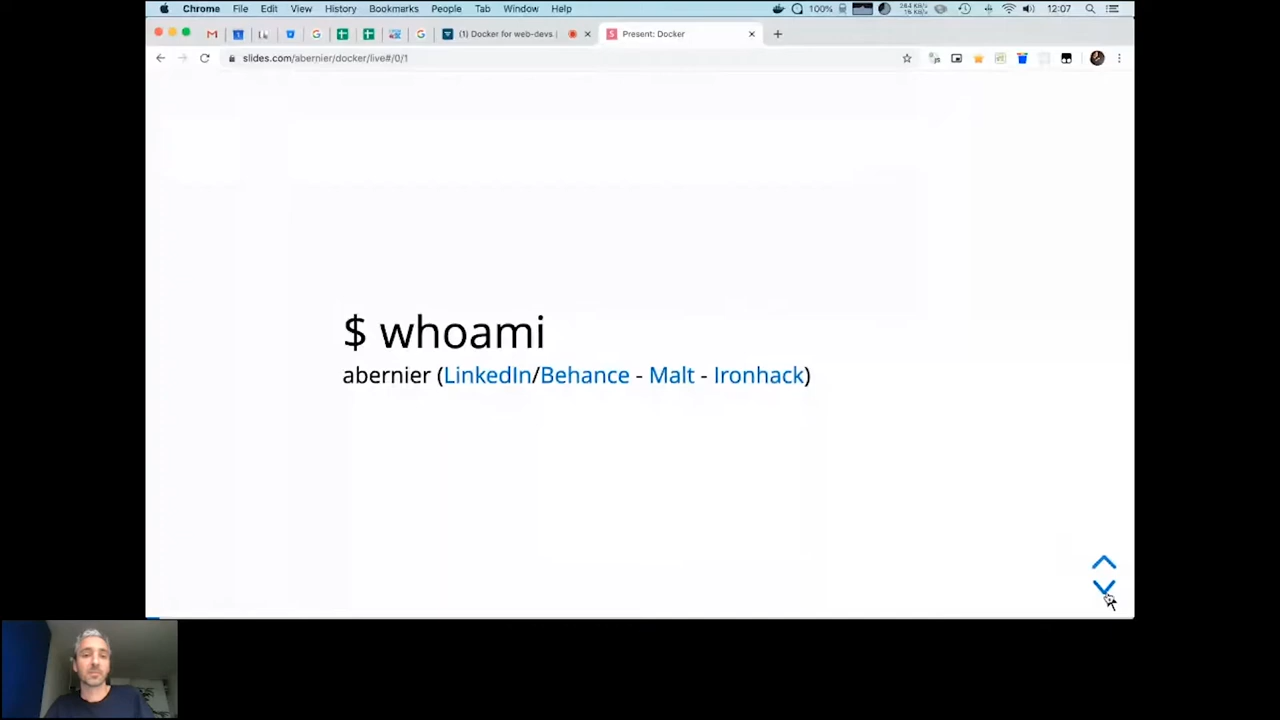 Chrome File Edit View History Bookmarks People Tab Window Help 100% 12:07
(1) Docker for web-devs Present: Docker
slides.com/abernier/docker/live#/0/1
$ whoami
abernier (LinkedIn/Behance - Malt - Ironhack)